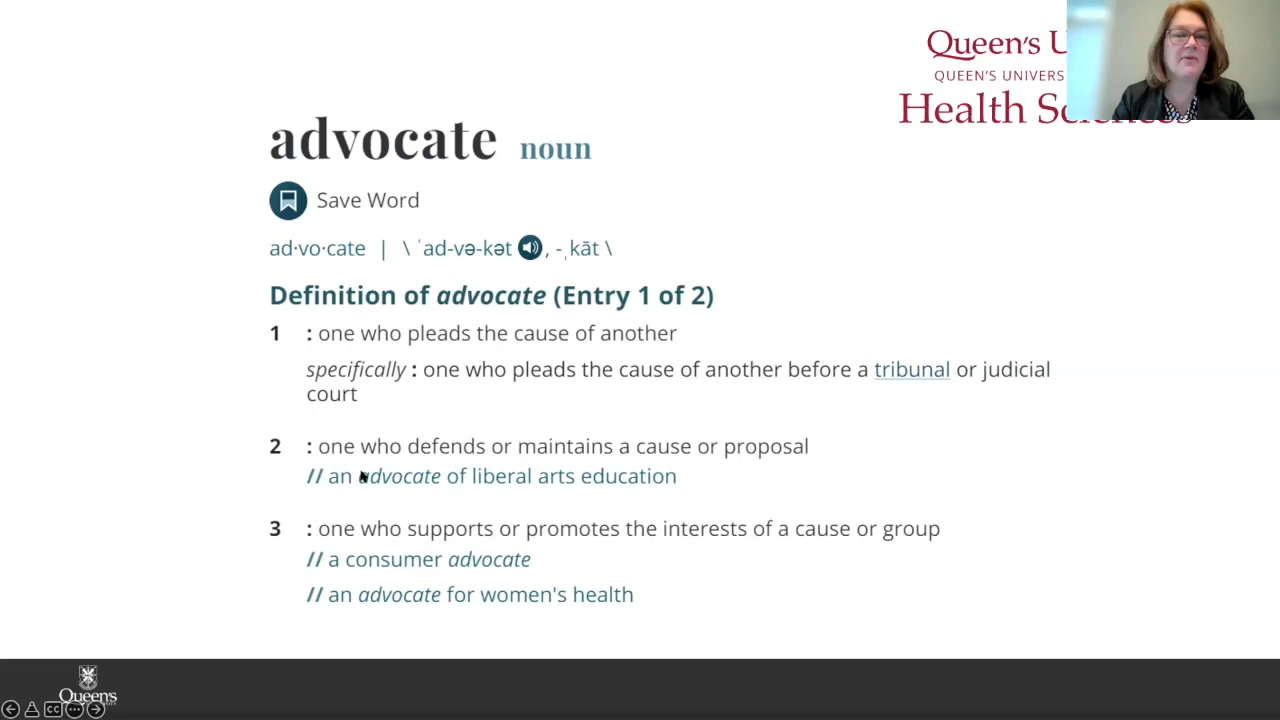 Queen's U
QUEEN'S UNIVERS
Health Sciences
advocate noun
Save Word
ad·vo·cate | \ ˈad-və-kət , -ˌkāt \
Definition of advocate (Entry 1 of 2)
1 : one who pleads the cause of another
specifically : one who pleads the cause of another before a tribunal or judicial
court
2 : one who defends or maintains a cause or proposal
// an advocate of liberal arts education
3 : one who supports or promotes the interests of a cause or group
// a consumer advocate
// an advocate for women's health
Queen's
CC